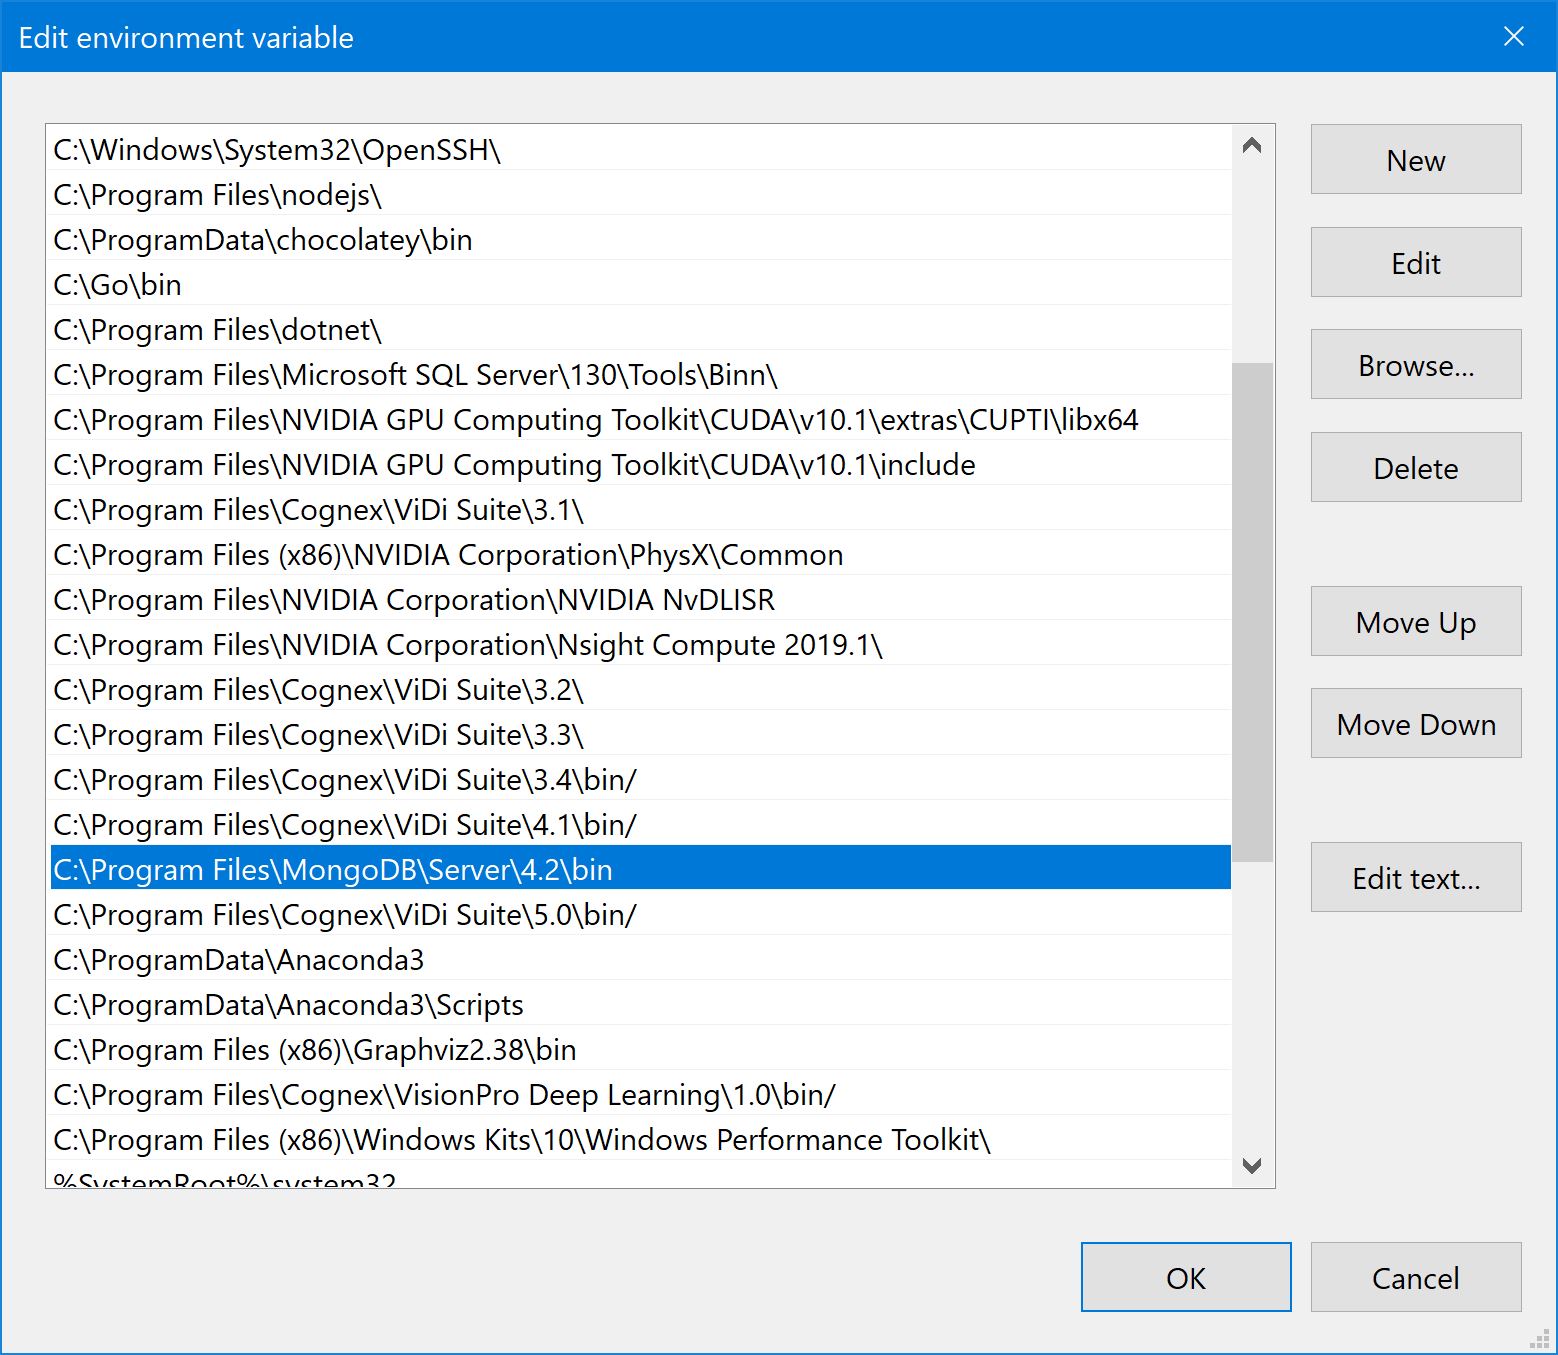 Edit environment variable
C:\Windows\System32\OpenSSH\
C:\Program Files\nodejs\
C:\ProgramData\chocolatey\bin
C:\Go\bin
C:\Program Files\dotnet\
C:\Program Files\Microsoft SQL Server\130\Tools\Binn\
C:\Program Files\NVIDIA GPU Computing Toolkit\CUDA\v10.1\extras\CUPTI\libx64
C:\Program Files\NVIDIA GPU Computing Toolkit\CUDA\v10.1\include
C:\Program Files\Cognex\ViDi Suite\3.1\
C:\Program Files (x86)\NVIDIA Corporation\PhysX\Common
C:\Program Files\NVIDIA Corporation\NVIDIA NvDLISR
C:\Program Files\NVIDIA Corporation\Nsight Compute 2019.1\
C:\Program Files\Cognex\ViDi Suite\3.2\
C:\Program Files\Cognex\ViDi Suite\3.3\
C:\Program Files\Cognex\ViDi Suite\3.4\bin/
C:\Program Files\Cognex\ViDi Suite\4.1\bin/
C:\Program Files\MongoDB\Server\4.2\bin
C:\Program Files\Cognex\ViDi Suite\5.0\bin/
C:\ProgramData\Anaconda3
C:\ProgramData\Anaconda3\Scripts
C:\Program Files (x86)\Graphviz2.38\bin
C:\Program Files\Cognex\VisionPro Deep Learning\1.0\bin/
C:\Program Files (x86)\Windows Kits\10\Windows Performance Toolkit\
%SystemRoot%\system32
New
Edit
Browse...
Delete
Move Up
Move Down
Edit text...
OK
Cancel